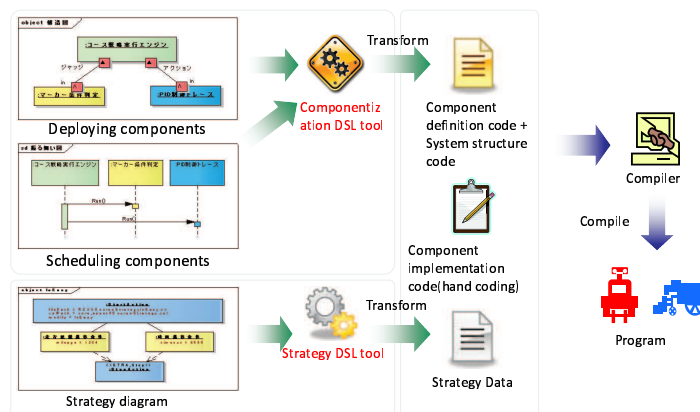 object 構造図
:コース戦略実行エンジン
ジャッジ
アクション
in
in
:マーカー条件判定
:PID制御トレース
Deploying components
sd 振る舞い図
コース戦略実行エンジン
マーカー条件判定
PID制御トレース
Run()
Run()
Scheduling components
Strategy diagram
Componentiz
ation DSL tool
Strategy DSL tool
Transform
Component
definition code +
System structure
code
Component
implementation
code(hand coding)
Transform
Strategy Data
Compiler
Compile
Program